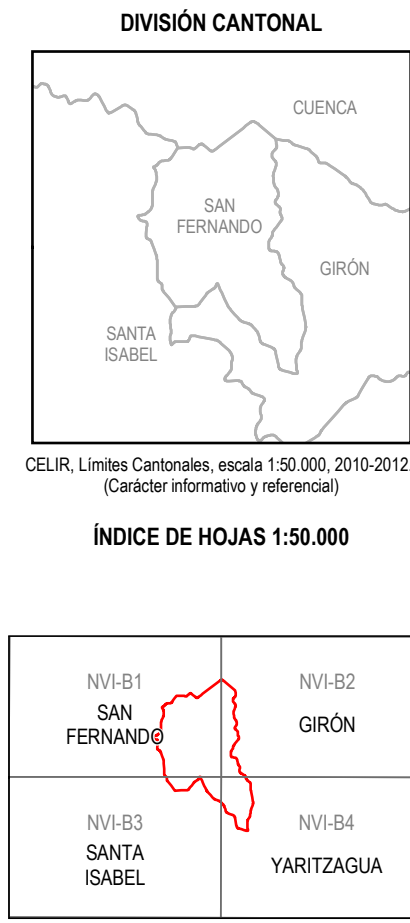 DIVISIÓN CANTONAL
CUENCA
SAN
FERNANDO
GIRÓN
SANTA
ISABEL
CELIR, Límites Cantonales, escala 1:50.000, 2010-2012.
(Carácter informativo y referencial)
ÍNDICE DE HOJAS 1:50.000
NVI-B1
SAN
FERNANDO
NVI-B2
GIRÓN
NVI-B3
SANTA
ISABEL
NVI-B4
YARITZAGUA